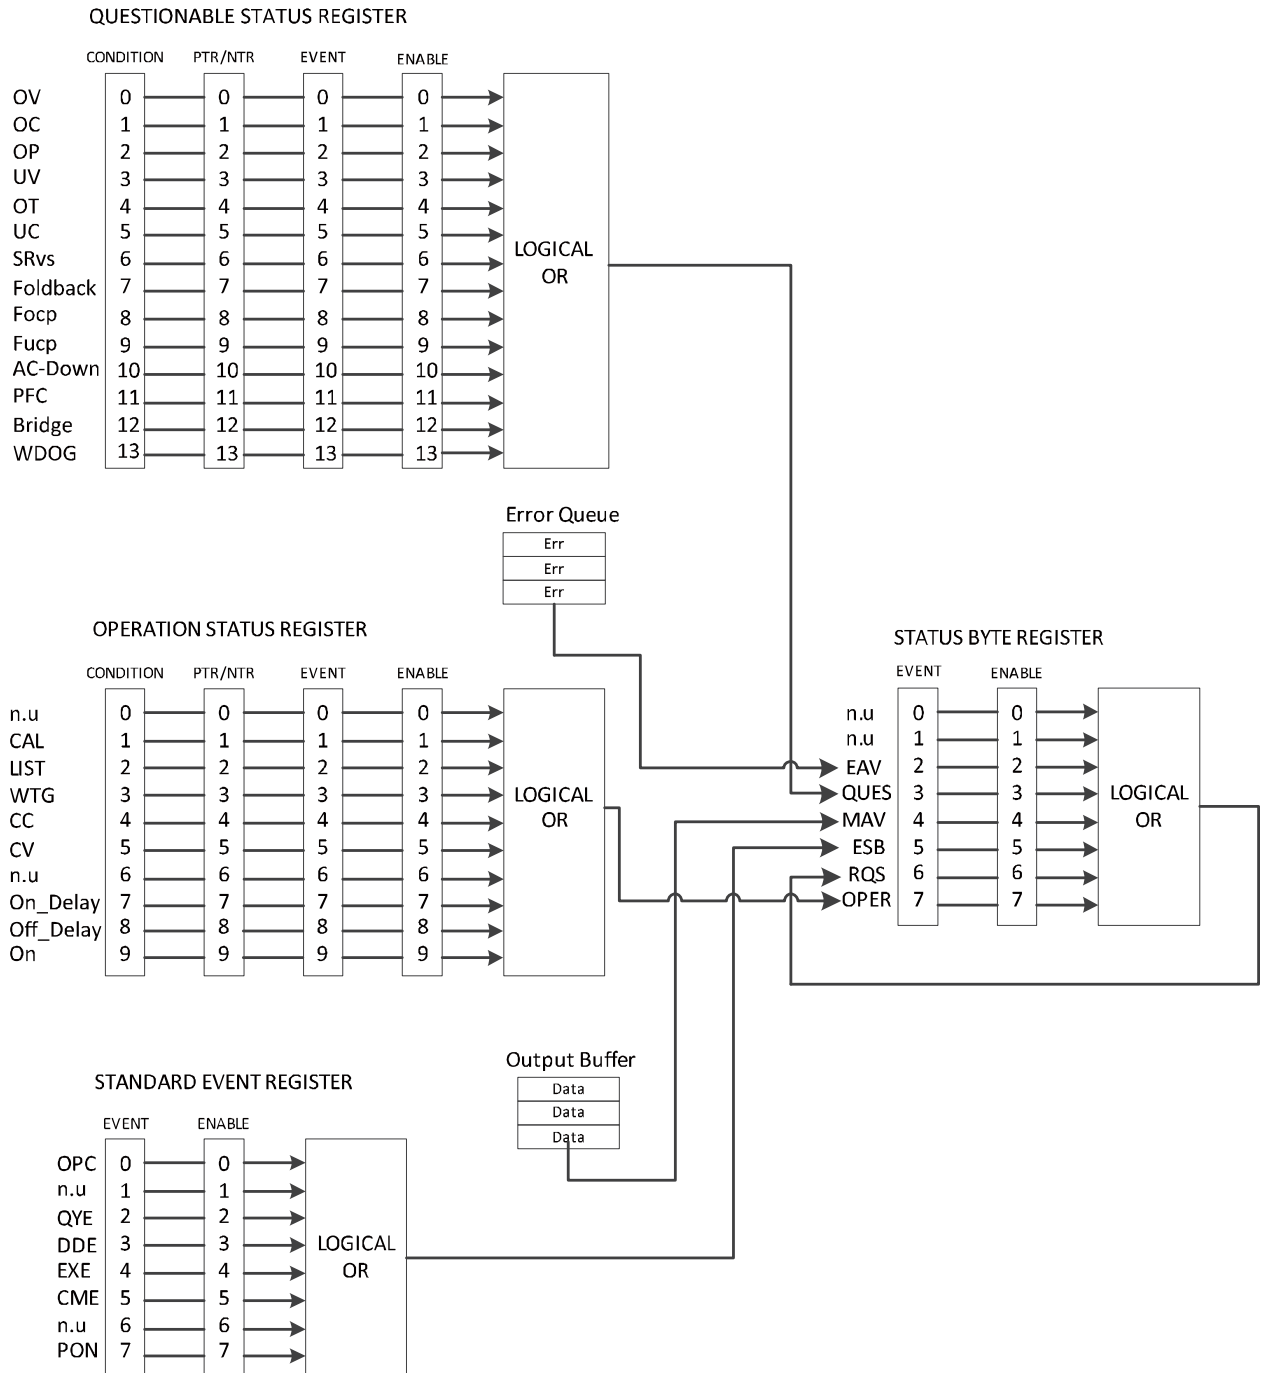 QUESTIONABLE STATUS REGISTER
CONDITION PTR/NTR EVENT ENABLE
OV 0 0 0 0
OC 1 1 1 1
OP 2 2 2 2
UV 3 3 3 3
OT 4 4 4 4
UC 5 5 5 5
SRvs 6 6 6 6
Foldback 7 7 7 7
Focp 8 8 8 8
Fucp 9 9 9 9
AC-Down 10 10 10 10
PFC 11 11 11 11
Bridge 12 12 12 12
WDOG 13 13 13 13
LOGICAL
OR
Error Queue
Err
Err
Err
OPERATION STATUS REGISTER
CONDITION PTR/NTR EVENT ENABLE
n.u 0 0 0 0
CAL 1 1 1 1
LIST 2 2 2 2
WTG 3 3 3 3
CC 4 4 4 4
CV 5 5 5 5
n.u 6 6 6 6
On_Delay 7 7 7 7
Off_Delay 8 8 8 8
On 9 9 9 9
LOGICAL
OR
STATUS BYTE REGISTER
EVENT ENABLE
n.u 0 0
n.u 1 1
EAV 2 2
QUES 3 3
MAV 4 4
ESB 5 5
RQS 6 6
OPER 7 7
LOGICAL
OR
Output Buffer
Data
Data
Data
STANDARD EVENT REGISTER
EVENT ENABLE
OPC 0 0
n.u 1 1
QYE 2 2
DDE 3 3
EXE 4 4
CME 5 5
n.u 6 6
PON 7 7
LOGICAL
OR